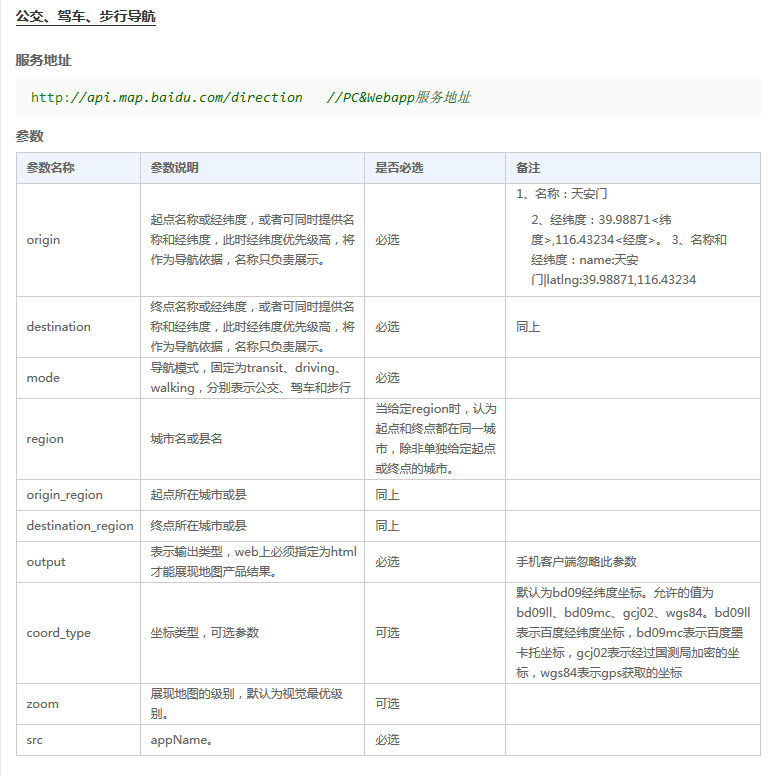 公交、驾车、步行导航
服务地址
http://api.map.baidu.com/direction //PC&Webapp服务地址
参数
参数名称 参数说明 是否必选 备注
origin
起点名称或经纬度，或者可同时提供名
称和经纬度，此时经纬度优先级高，将
作为导航依据，名称只负责展示。
必选
1、名称：天安门
2、经纬度：39.98871<纬
度>,116.43234<经度>。 3、名称和
经纬度：name:天安
门|latlng:39.98871,116.43234
destination
终点名称或经纬度，或者可同时提供名
称和经纬度，此时经纬度优先级高，将
作为导航依据，名称只负责展示。
必选
同上
mode
导航模式，固定为transit、driving、
walking，分别表示公交、驾车和步行
必选
region
城市名或县名
当给定region时，认为
起点和终点都在同一城
市，除非单独给定起点
或终点的城市。
origin_region 起点所在城市或县 同上
destination_region 终点所在城市或县 同上
output
表示输出类型，web上必须指定为html
才能展现地图产品结果。
必选
手机客户端忽略此参数
coord_type
坐标类型，可选参数
可选
默认为bd09经纬度坐标。允许的值为
bd09ll、bd09mc、gcj02、wgs84。bd09ll
表示百度经纬度坐标，bd09mc表示百度墨
卡托坐标，gcj02表示经过国测局加密的坐
标，wgs84表示gps获取的坐标
zoom
展现地图的级别，默认为视觉最优级
别。
可选
src appName。 必选